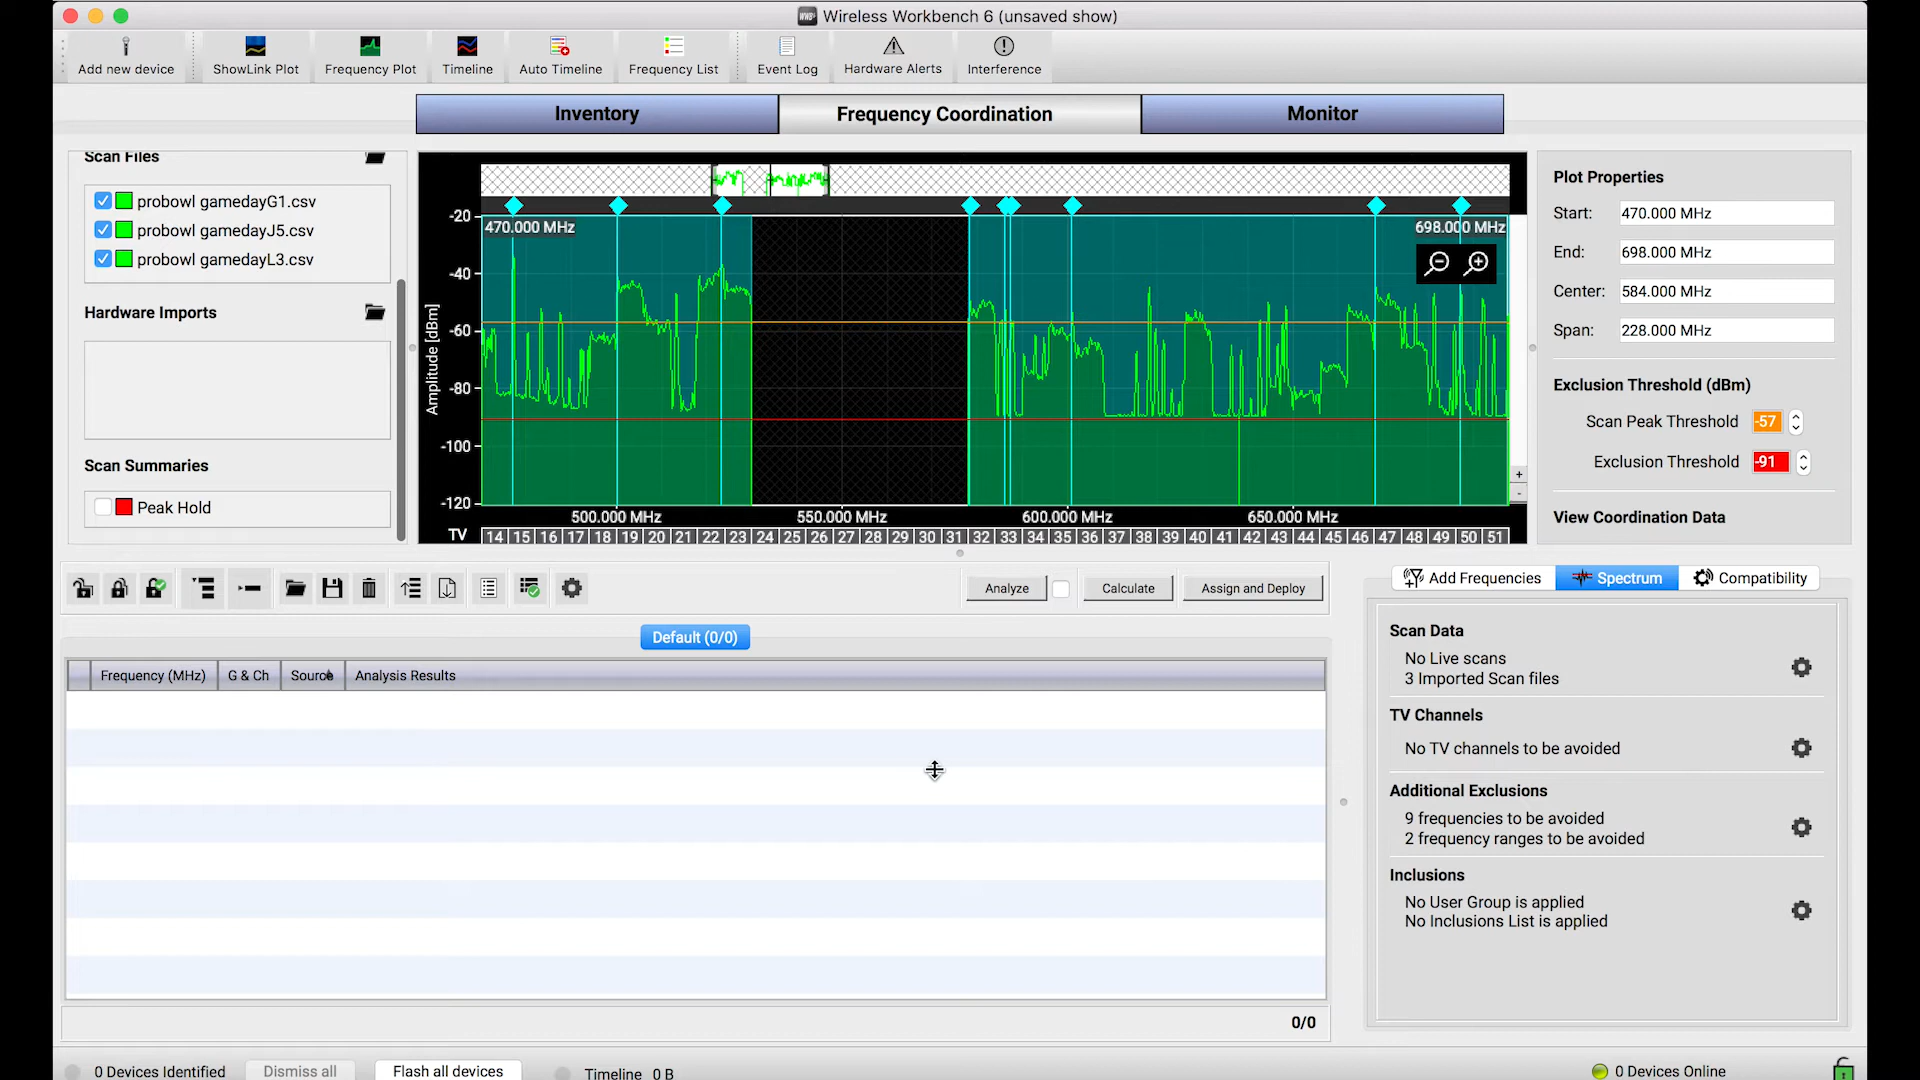 WWB6 Wireless Workbench 6 (unsaved show)
Add new device
ShowLink Plot
Frequency Plot
Timeline
Auto Timeline
Frequency List
Event Log
Hardware Alerts
Interference
Inventory
Frequency Coordination
Monitor
Scan Files
probowl gamedayG1.csv
probowl gamedayJ5.csv
probowl gamedayL3.csv
Hardware Imports
Scan Summaries
Peak Hold
Amplitude [dBm]
-20
-40
-60
-80
-100
-120
470.000 MHz
698.000 MHz
500.000 MHz
550.000 MHz
600.000 MHz
650.000 MHz
TV 14 15 16 17 18 19 20 21 22 23 24 25 26 27 28 29 30 31 32 33 34 35 36 37 38 39 40 41 42 43 44 45 46 47 48 49 50 51
+
-
Plot Properties
Start: 470.000 MHz
End: 698.000 MHz
Center: 584.000 MHz
Span: 228.000 MHz
Exclusion Threshold (dBm)
Scan Peak Threshold -57
Exclusion Threshold -91
View Coordination Data
Analyze
Calculate
Assign and Deploy
Default (0/0)
Frequency (MHz)
G & Ch
Source
Analysis Results
0/0
Add Frequencies
Spectrum
Compatibility
Scan Data
No Live scans
3 Imported Scan files
TV Channels
No TV channels to be avoided
Additional Exclusions
9 frequencies to be avoided
2 frequency ranges to be avoided
Inclusions
No User Group is applied
No Inclusions List is applied
0 Devices Identified
Dismiss all
Flash all devices
Timeline 0 B
0 Devices Online